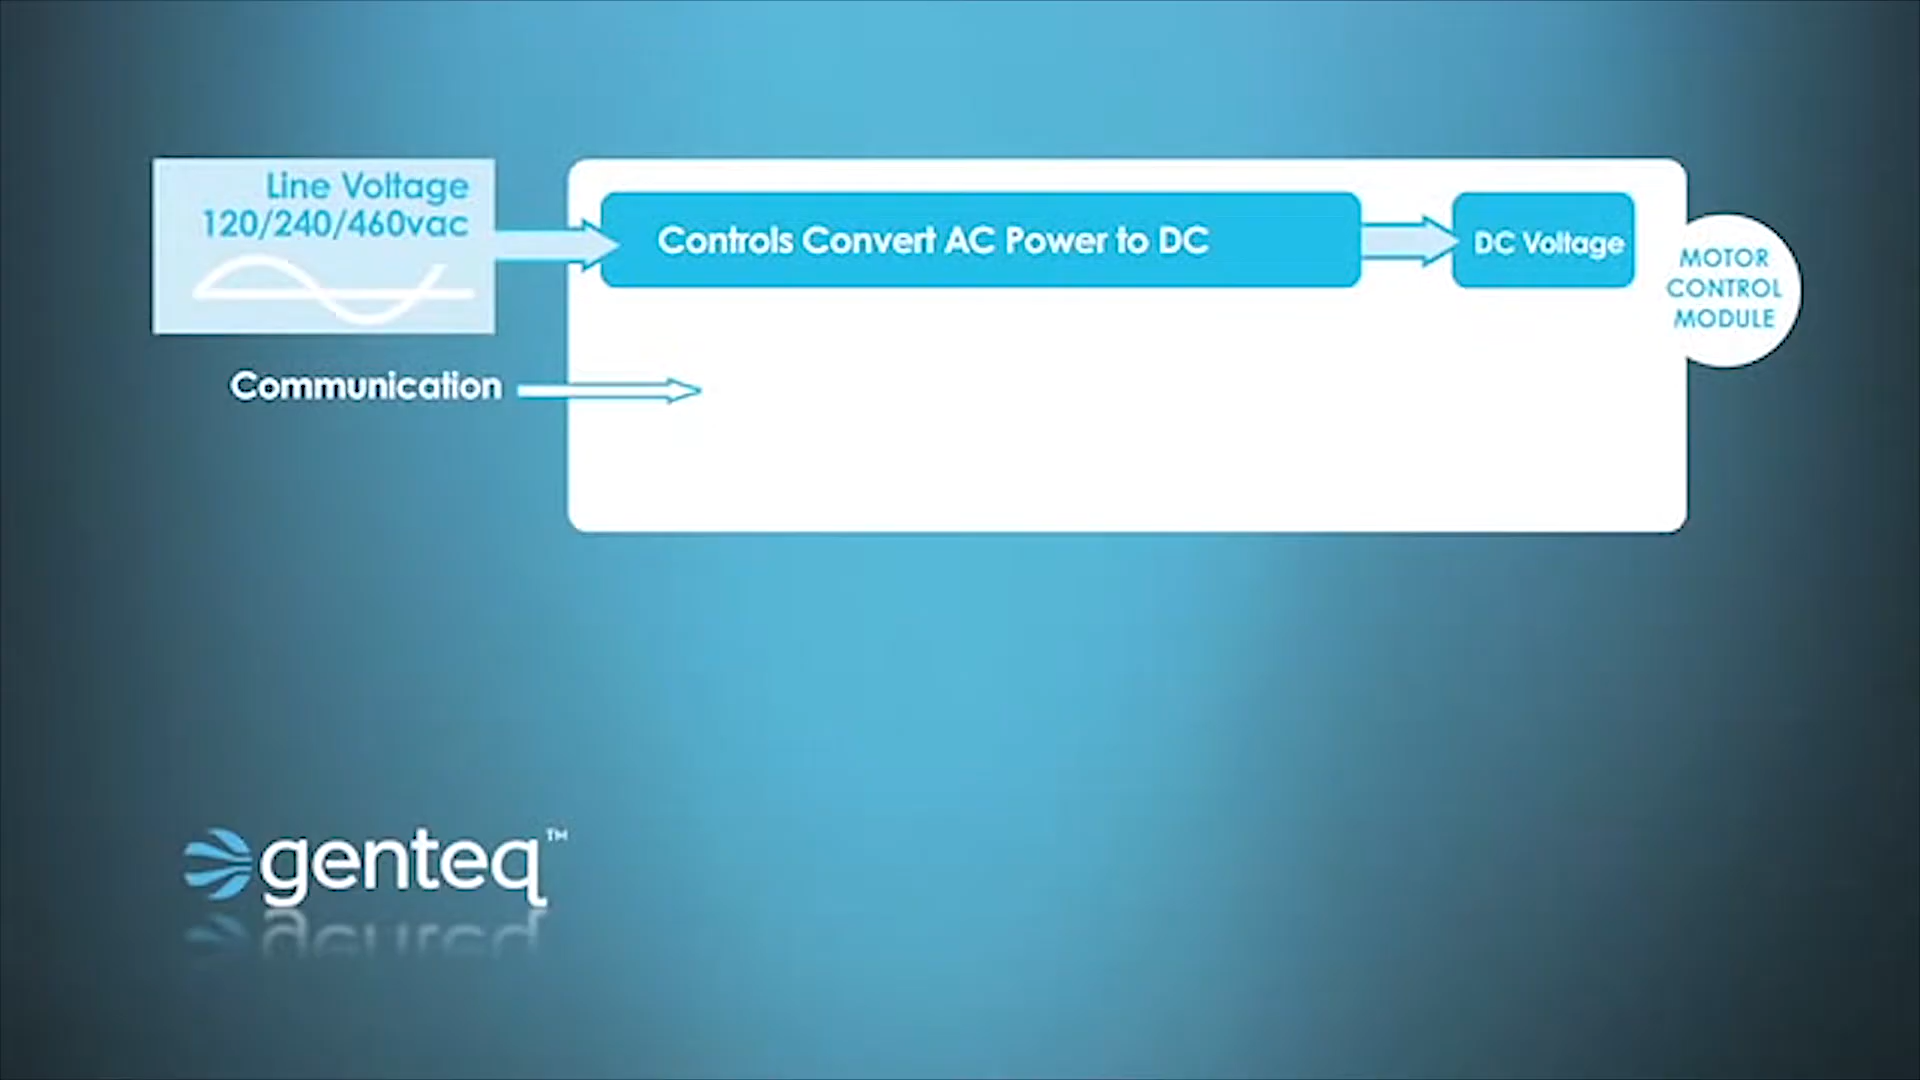 Line Voltage
120/240/460vac
Controls Convert AC Power to DC
DC Voltage
MOTOR
CONTROL
MODULE
Communication
genteq™